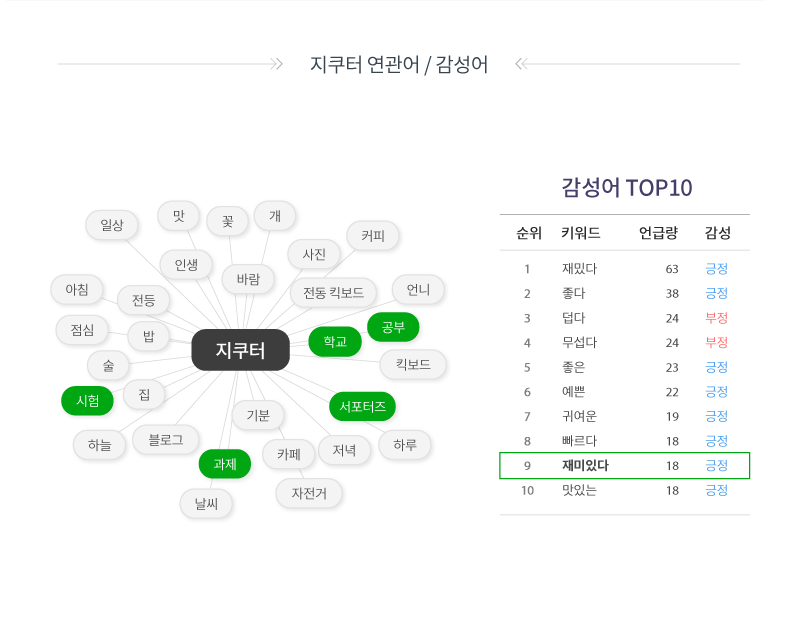 지쿠터 연관어 / 감성어
일상
맛
꽃
개
커피
인생
바람
사진
아침
전등
전동 킥보드
언니
점심
밥
지쿠터
학교
공부
술
킥보드
시험
집
서포터즈
하늘
블로그
기분
과제
카페
저녁
하루
날씨
자전거
감성어 TOP10
순위 키워드 언급량 감성
1 재밌다 63 긍정
2 좋다 38 긍정
3 덥다 24 부정
4 무섭다 24 부정
5 좋은 23 긍정
6 예쁜 22 긍정
7 귀여운 19 긍정
8 빠르다 18 긍정
9 재미있다 18 긍정
10 맛있는 18 긍정